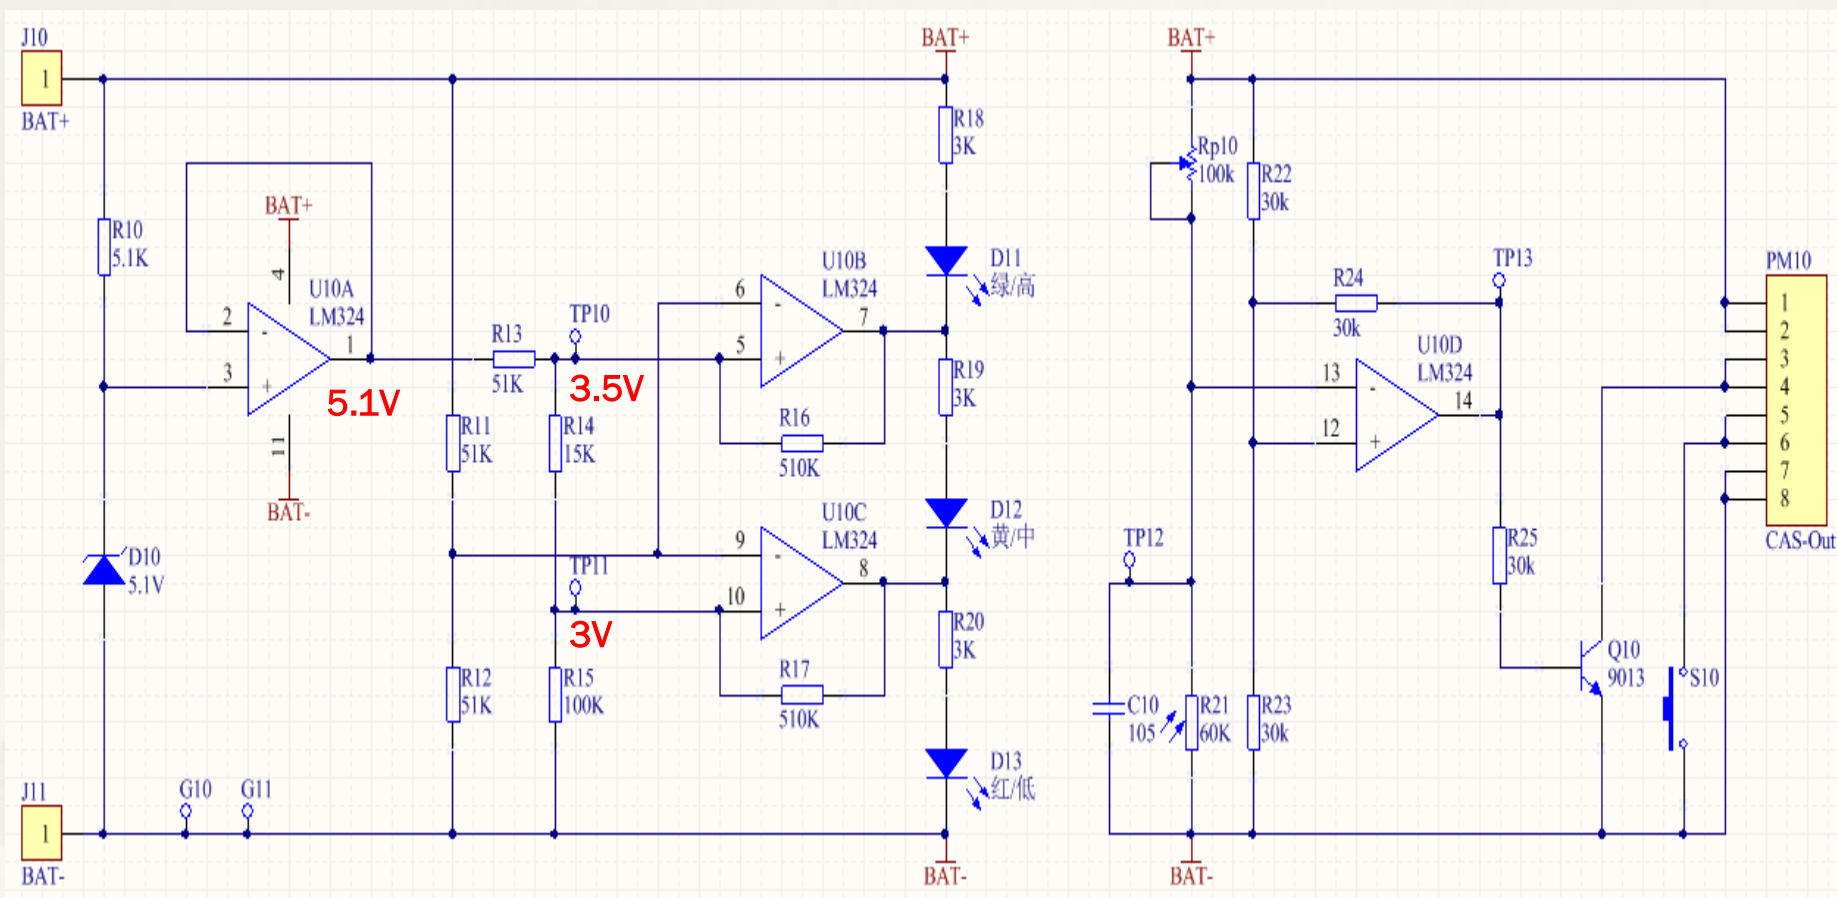 J10
1
BAT+
R10
5.1K
D10
5.1V
J11
1
BAT-
G10
G11
BAT+
4
U10A
LM324
2
-
3
+
1
11
BAT-
5.1V
R11
51K
R12
51K
R13
51K
TP10
3.5V
R14
15K
TP11
3V
R15
100K
U10B
LM324
6
-
5
+
7
R16
510K
U10C
LM324
9
-
10
+
8
R17
510K
BAT+
R18
3K
D11
绿/高
R19
3K
D12
黄/中
R20
3K
D13
红/低
BAT-
BAT+
Rp10
100k
R22
30k
R24
30k
TP13
U10D
LM324
13
-
12
+
14
TP12
C10
105
R21
60K
R23
30k
BAT-
R25
30k
Q10
9013
S10
PM10
1
2
3
4
5
6
7
8
CAS-Out